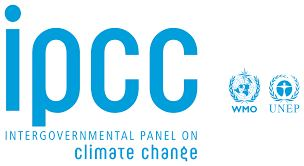 ipcc
INTERGOVERNMENTAL PANEL ON
climate change
WMO UNEP